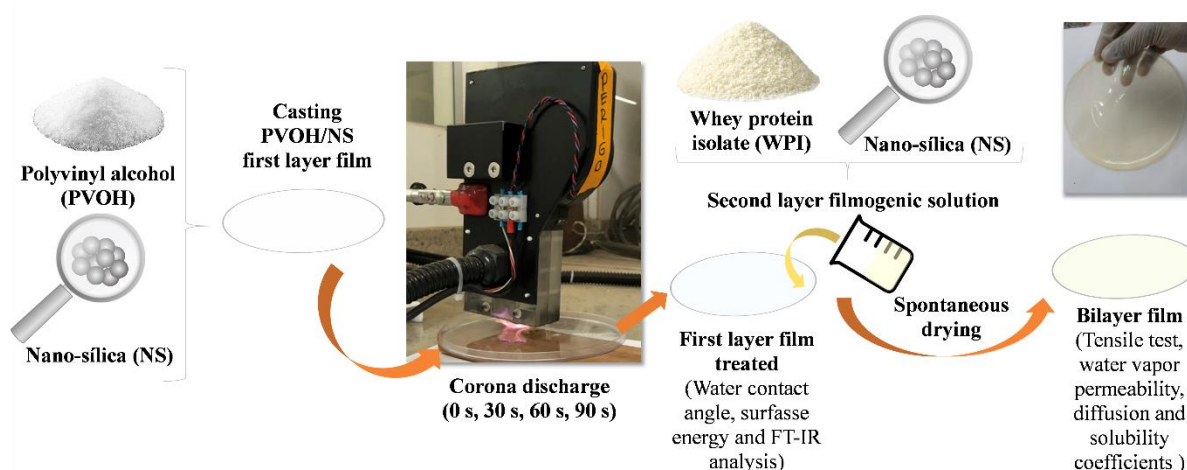 Polyvinyl alcohol
(PVOH)
Nano-sílica (NS)
Casting
PVOH/NS
first layer film
PERIGO
Corona discharge
(0 s, 30 s, 60 s, 90 s)
Whey protein
isolate (WPI)
Nano-sílica (NS)
Second layer filmogenic solution
First layer film
treated
(Water contact
angle, surfasse
energy and FT-IR
analysis)
Spontaneous
drying
Bilayer film
(Tensile test,
water vapor
permeability,
diffusion and
solubility
coefficients )